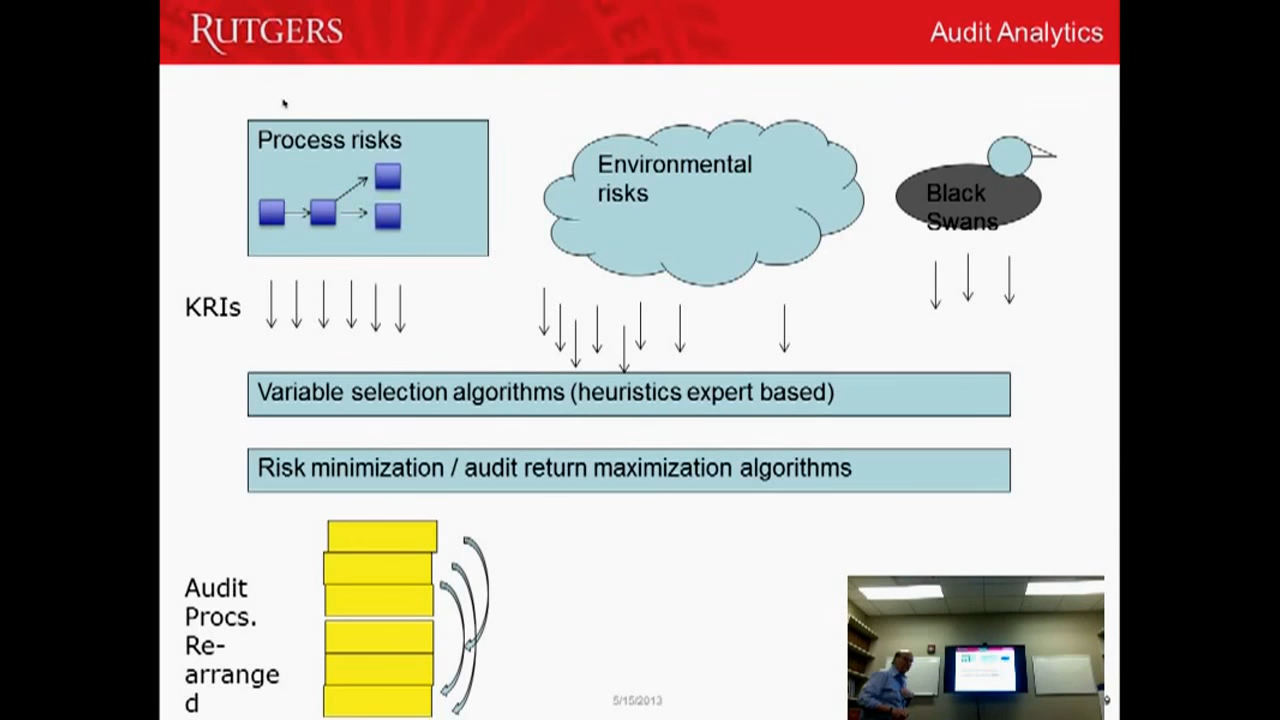 RUTGERS
Audit Analytics
Process risks
Environmental
risks
Black
Swans
KRIs
Variable selection algorithms (heuristics expert based)
Risk minimization / audit return maximization algorithms
Audit
Procs.
Re-
arrange
d
5/15/2013
9